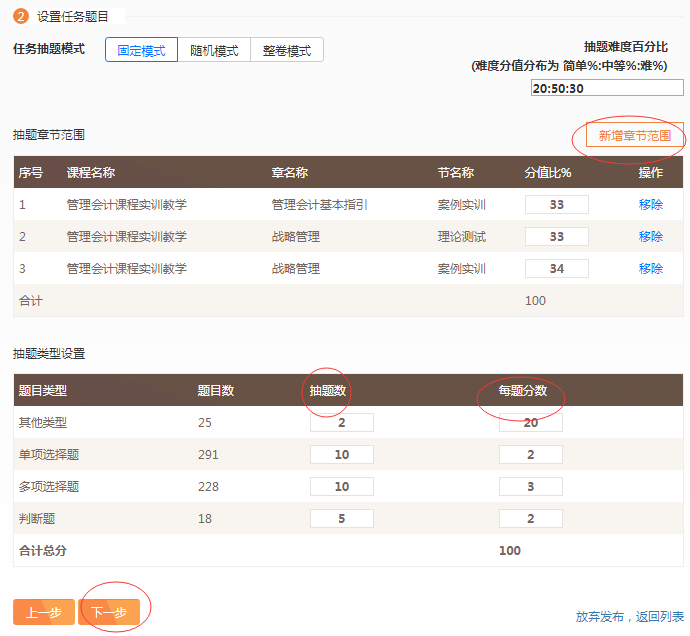 2 设置任务题目
任务抽题模式 固定模式 随机模式 整卷模式 抽题难度百分比
(难度分值分布为 简单%:中等%:难%)
20:50:30
抽题章节范围 新增章节范围
序号 课程名称 章名称 节名称 分值比% 操作
1 管理会计课程实训教学 管理会计基本指引 案例实训 33 移除
2 管理会计课程实训教学 战略管理 理论测试 33 移除
3 管理会计课程实训教学 战略管理 案例实训 34 移除
合计 100
抽题类型设置
题目类型 题目数 抽题数 每题分数
其他类型 25 2 20
单项选择题 291 10 2
多项选择题 228 10 3
判断题 18 5 2
合计总分 100
上一步 下一步 放弃发布，返回列表